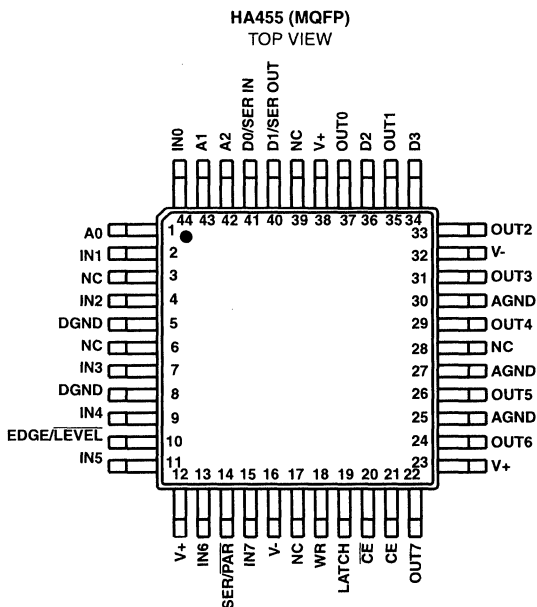 HA455 (MQFP)
TOP VIEW
IN0
A1
A2
D0/SER IN
D1/SER OUT
NC
V+
OUT0
D2
OUT1
D3
44 43 42 41 40 39 38 37 36 35 34
A0 1 33 OUT2
IN1 2 32 V-
NC 3 31 OUT3
IN2 4 30 AGND
DGND 5 29 OUT4
NC 6 28 NC
IN3 7 27 AGND
DGND 8 26 OUT5
IN4 9 25 AGND
EDGE/LEVEL 10 24 OUT6
IN5 11 23 V+
12 13 14 15 16 17 18 19 20 21 22
V+
IN6
SER/PAR
IN7
V-
NC
WR
LATCH
CE
CE
OUT7